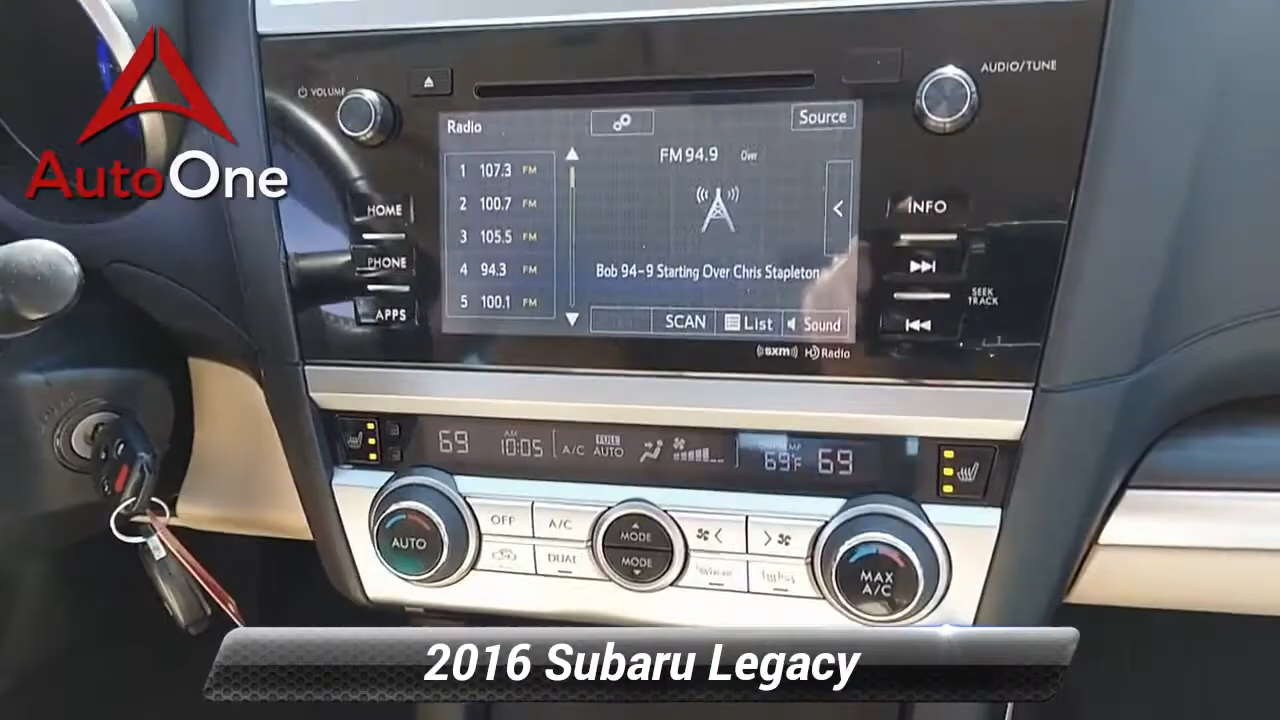 AutoOne
VOLUME
AUDIO/TUNE
Radio
Source
FM 94.9 Over
1 107.3 FM
2 100.7 FM
3 105.5 FM
4 94.3 FM
5 100.1 FM
Bob 94-9 Starting Over Chris Stapleton
SCAN List Sound
HOME
PHONE
APPS
INFO
SEEK
TRACK
((sxm)) HD Radio
69 AM 10:05 A/C FULL AUTO 69°F 69
AUTO
OFF A/C
DUAL
MODE
MODE
MAX
A/C
2016 Subaru Legacy